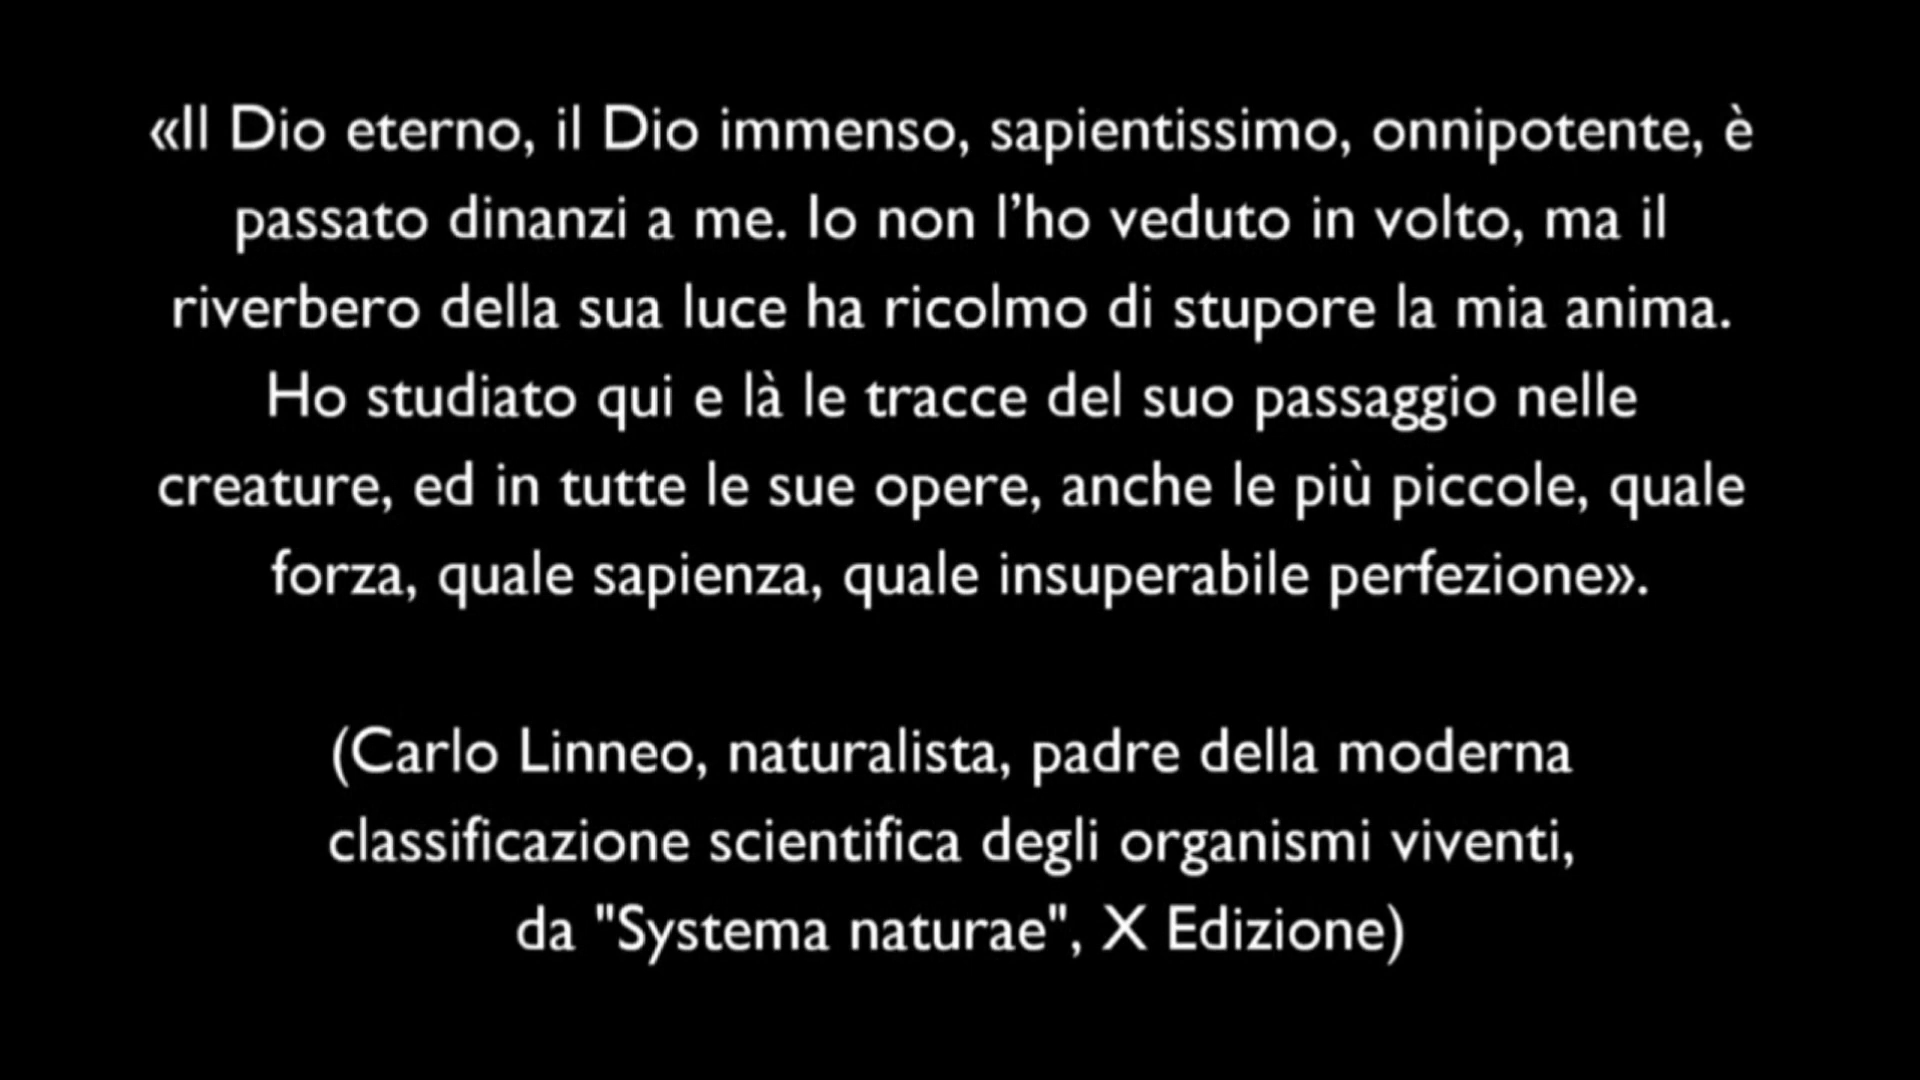 «Il Dio eterno, il Dio immenso, sapientissimo, onnipotente, è
passato dinanzi a me. Io non l’ho veduto in volto, ma il
riverbero della sua luce ha ricolmo di stupore la mia anima.
Ho studiato qui e là le tracce del suo passaggio nelle
creature, ed in tutte le sue opere, anche le più piccole, quale
forza, quale sapienza, quale insuperabile perfezione».
(Carlo Linneo, naturalista, padre della moderna
classificazione scientifica degli organismi viventi,
da "Systema naturae", X Edizione)